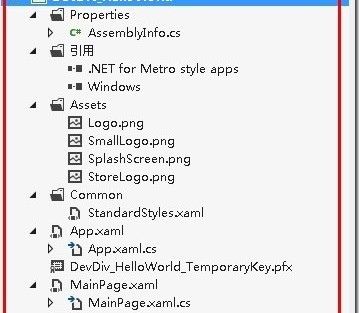 Properties
C# AssemblyInfo.cs
引用
.NET for Metro style apps
Windows
Assets
Logo.png
SmallLogo.png
SplashScreen.png
StoreLogo.png
Common
StandardStyles.xaml
App.xaml
App.xaml.cs
DevDiv_HelloWorld_TemporaryKey.pfx
MainPage.xaml
MainPage.xaml.cs